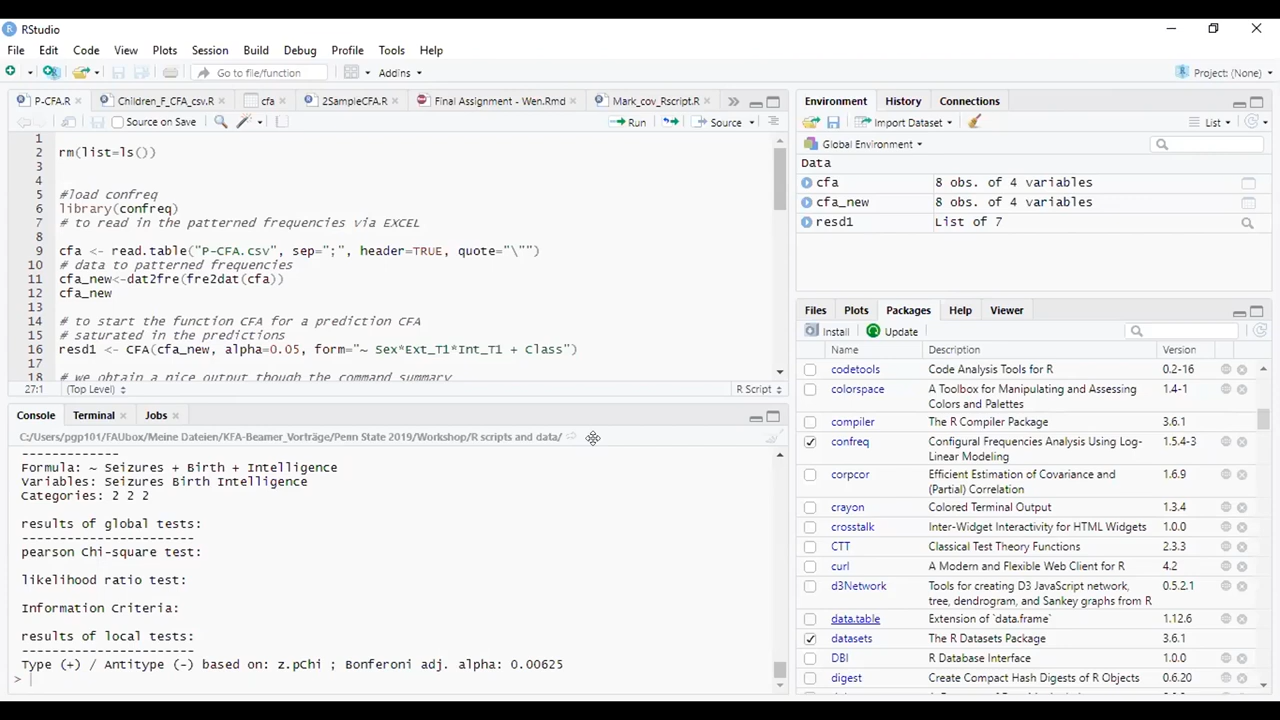 RStudio
File Edit Code View Plots Session Build Debug Profile Tools Help
Go to file/function Addins Project: (None)
P-CFA.R Children_F_CFA_csv.R cfa 2SampleCFA.R Final Assignment - Wen.Rmd Mark_cov_Rscript.R
Source on Save Run Source
1
2 rm(list=ls())
3
4
5 #load confreq
6 library(confreq)
7 # to read in the patterned frequencies via EXCEL
8
9 cfa <- read.table("P-CFA.csv", sep=";", header=TRUE, quote="\"")
10 # data to patterned frequencies
11 cfa_new<-dat2fre(fre2dat(cfa))
12 cfa_new
13
14 # to start the function CFA for a prediction CFA
15 # saturated in the predictions
16 resd1 <- CFA(cfa_new, alpha=0.05, form="~ Sex*Ext_T1*Int_T1 + Class")
17
18 # we obtain a nice output though the command summary
27:1 (Top Level) R Script
Console Terminal Jobs
C:/Users/pgp101/FAUbox/Meine Dateien/KFA-Beamer_Vorträge/Penn State 2019/Workshop/R scripts and data/
-------------
Formula: ~ Seizures + Birth + Intelligence
Variables: Seizures Birth Intelligence
Categories: 2 2 2
results of global tests:
-----------------------
pearson Chi-square test:
likelihood ratio test:
Information Criteria:
results of local tests:
-----------------------
Type (+) / Antitype (-) based on: z.pChi ; Bonferoni adj. alpha: 0.00625
>
Environment History Connections
Import Dataset List
Global Environment
Data
cfa 8 obs. of 4 variables
cfa_new 8 obs. of 4 variables
resd1 List of 7
Files Plots Packages Help Viewer
Install Update
Name Description Version
codetools Code Analysis Tools for R 0.2-16
colorspace A Toolbox for Manipulating and Assessing 1.4-1
Colors and Palettes
compiler The R Compiler Package 3.6.1
confreq Configural Frequencies Analysis Using Log- 1.5.4-3
Linear Modeling
corpcor Efficient Estimation of Covariance and 1.6.9
(Partial) Correlation
crayon Colored Terminal Output 1.3.4
crosstalk Inter-Widget Interactivity for HTML Widgets 1.0.0
CTT Classical Test Theory Functions 2.3.3
curl A Modern and Flexible Web Client for R 4.2
d3Network Tools for creating D3 JavaScript network, 0.5.2.1
tree, dendrogram, and Sankey graphs from R
data.table Extension of `data.frame` 1.12.6
datasets The R Datasets Package 3.6.1
DBI R Database Interface 1.0.0
digest Create Compact Hash Digests of R Objects 0.6.20